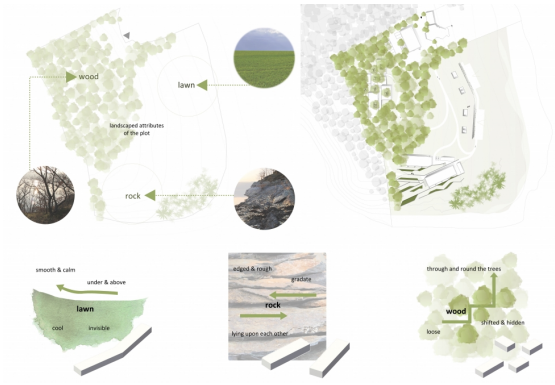 wood
lawn
landscaped attributes
of the plot
rock
smooth & calm
under & above
lawn
cool
invisible
edged & rough
gradate
rock
lying upon each other
through and round the trees
wood
loose
shifted & hidden